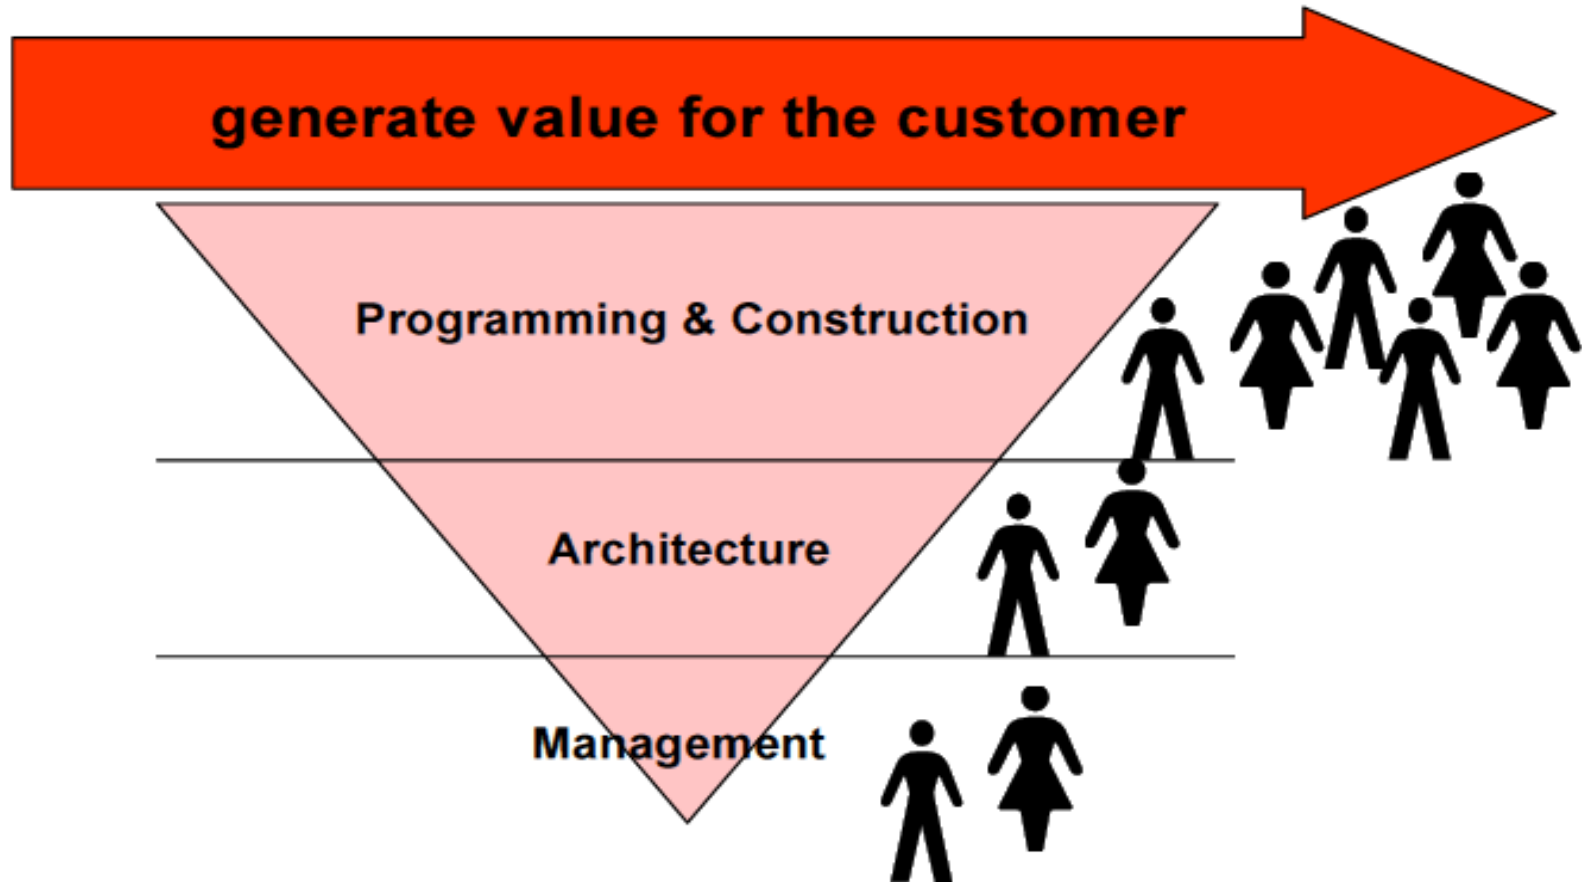 generate value for the customer
Programming & Construction
Architecture
Management